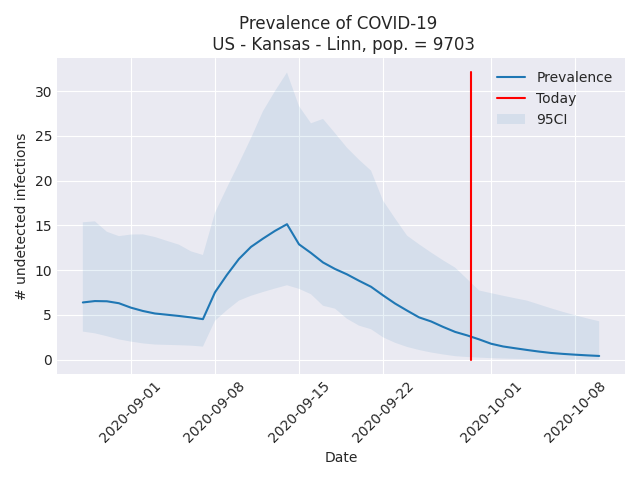 Prevalence of COVID-19
US - Kansas - Linn, pop. = 9703
Prevalence
Today
95CI
# undetected infections
30
25
20
15
10
5
0
2020-09-01
2020-09-08
2020-09-15
2020-09-22
2020-10-01
2020-10-08
Date